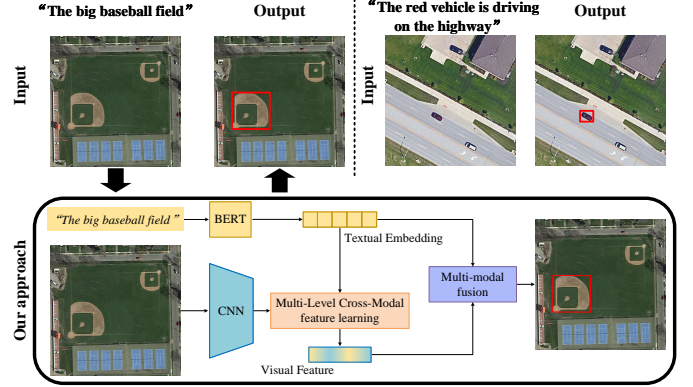 “The big baseball field”
Output
“The red vehicle is driving
on the highway”
Output
Input
Input
Our approach
“The big baseball field ”
BERT
Textual Embedding
CNN
Multi-Level Cross-Modal
feature learning
Multi-modal
fusion
Visual Feature